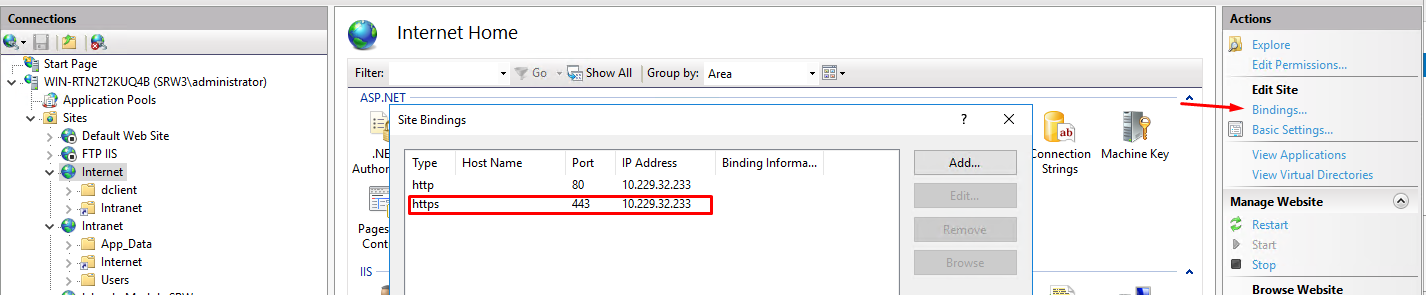 Connections
Start Page
WIN-RTN2T2KUQ4B (SRW3\administrator)
Application Pools
Sites
Default Web Site
FTP IIS
Internet
dclient
Intranet
Intranet
App_Data
Internet
Users
Internet Home
Filter: Go Show All Group by: Area
ASP.NET
.NE
Author
Pages
Cont
IIS
Connection
Strings
Machine Key
Site Bindings ?
Type Host Name Port IP Address Binding Informa...
http 80 10.229.32.233
https 443 10.229.32.233
Add...
Edit...
Remove
Browse
Actions
Explore
Edit Permissions...
Edit Site
Bindings...
Basic Settings...
View Applications
View Virtual Directories
Manage Website
Restart
Start
Stop
Browse Website